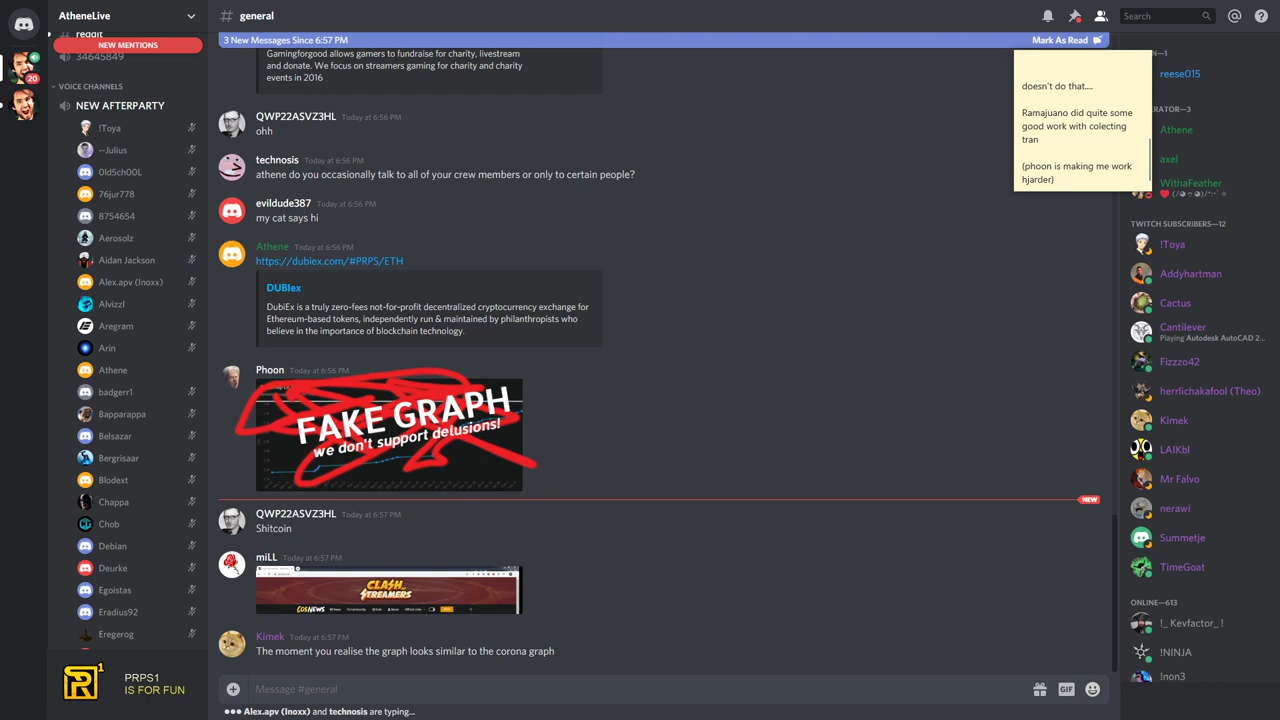 AtheneLive
general
Search
reddit
NEW MENTIONS
34645849
VOICE CHANNELS
NEW AFTERPARTY
!Toya
--Julius
0ld5ch00L
76jur778
8754654
Aerosolz
Aidan Jackson
Alex.apv (Inoxx)
Alvizzl
Aregram
Arin
Athene
badgerr1
Bapparappa
Belsazar
Bergrisaar
Blodext
Chappa
Chob
Debian
Deurke
Egoistas
Eradius92
Eregerog
20
PRPS1
IS FOR FUN
3 New Messages Since 6:57 PM
Mark As Read
Gamingforgood allows gamers to fundraise for charity, livestream
and donate. We focus on streamers gaming for charity and charity
events in 2016
QWP22ASVZ3HL Today at 6:56 PM
ohh
technosis Today at 6:56 PM
athene do you occasionally talk to all of your crew members or only to certain people?
evildude387 Today at 6:56 PM
my cat says hi
Athene Today at 6:56 PM
https://dubiex.com/#PRPS/ETH
DUBIex
DubiEx is a truly zero-fees not-for-profit decentralized cryptocurrency exchange for
Ethereum-based tokens, independently run & maintained by philanthropists who
believe in the importance of blockchain technology.
Phoon Today at 6:56 PM
FAKE GRAPH
we don't support delusions!
NEW
QWP22ASVZ3HL Today at 6:57 PM
Shitcoin
miLL Today at 6:57 PM
CLASH OF STREAMERS
COSNEWS
Kimek Today at 6:57 PM
The moment you realise the graph looks similar to the corona graph
Message #general
GIF
Alex.apv (Inoxx) and technosis are typing...
doesn't do that....
Ramajuano did quite some
good work with colecting
tran
(phoon is making me work
hjarder)
reese015
Athene
axel
WithaFeather
TWITCH SUBSCRIBERS—12
!Toya
Addyhartman
Cactus
Cantilever
Playing Autodesk AutoCAD 2...
Fizzzo42
herrlichakafool (Theo)
Kimek
LAIKbl
Mr Falvo
nerawi
Summetje
TimeGoat
ONLINE—613
!_ Kevfactor_ !
!NINJA
!non3